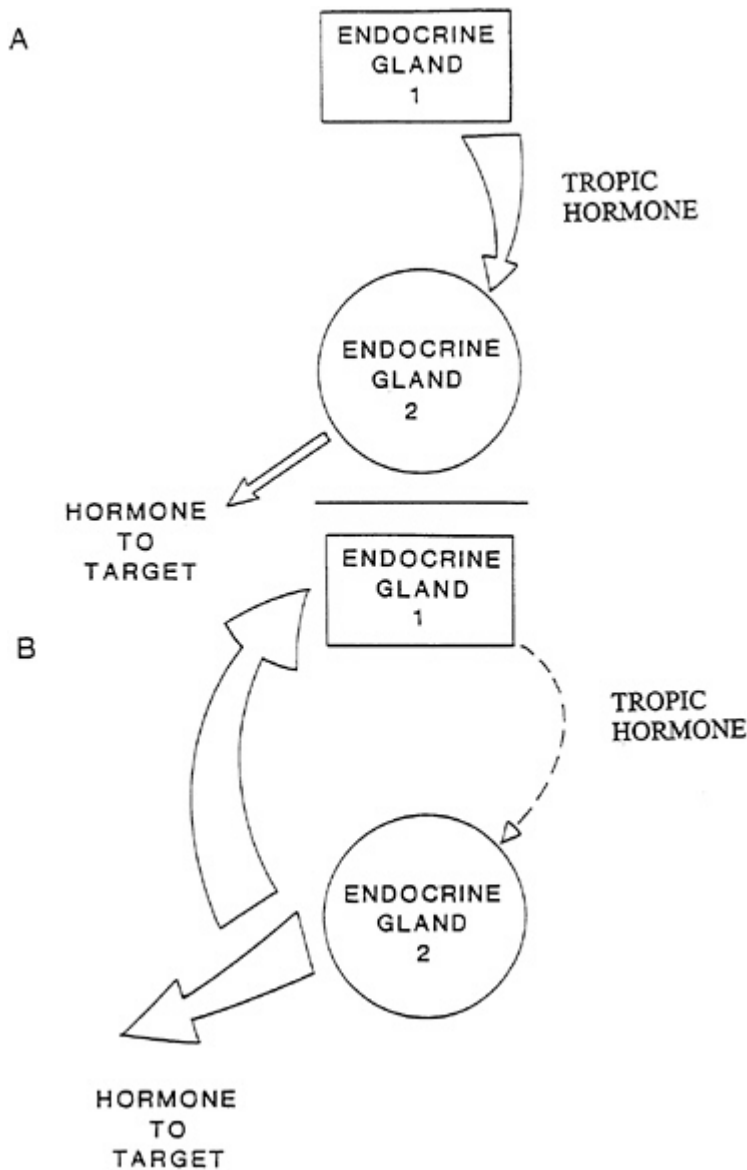 A
ENDOCRINE
GLAND
1
TROPIC
HORMONE
ENDOCRINE
GLAND
2
HORMONE
TO
TARGET
B
ENDOCRINE
GLAND
1
TROPIC
HORMONE
ENDOCRINE
GLAND
2
HORMONE
TO
TARGET